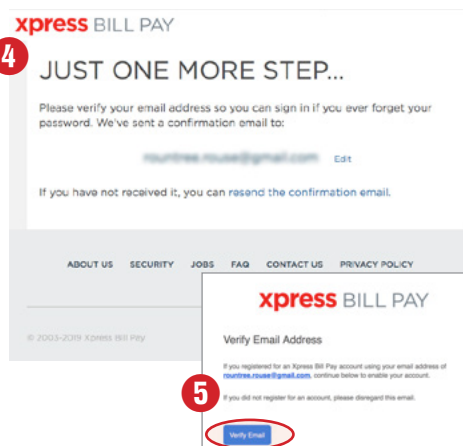 xpress BILL PAY
4
JUST ONE MORE STEP...
Please verify your email address so you can sign in if you ever forget your
password. We've sent a confirmation email to:
Edit
If you have not received it, you can resend the confirmation email.
ABOUT US SECURITY JOBS FAQ CONTACT US PRIVACY POLICY
© 2003-2019 Xpress Bill Pay
xpress BILL PAY
Verify Email Address
If you registered for an Xpress Bill Pay account using your email address of
rountree.rouse@gmail.com, continue below to enable your account.
5
If you did not register for an account, please disregard this email.
Verify Email